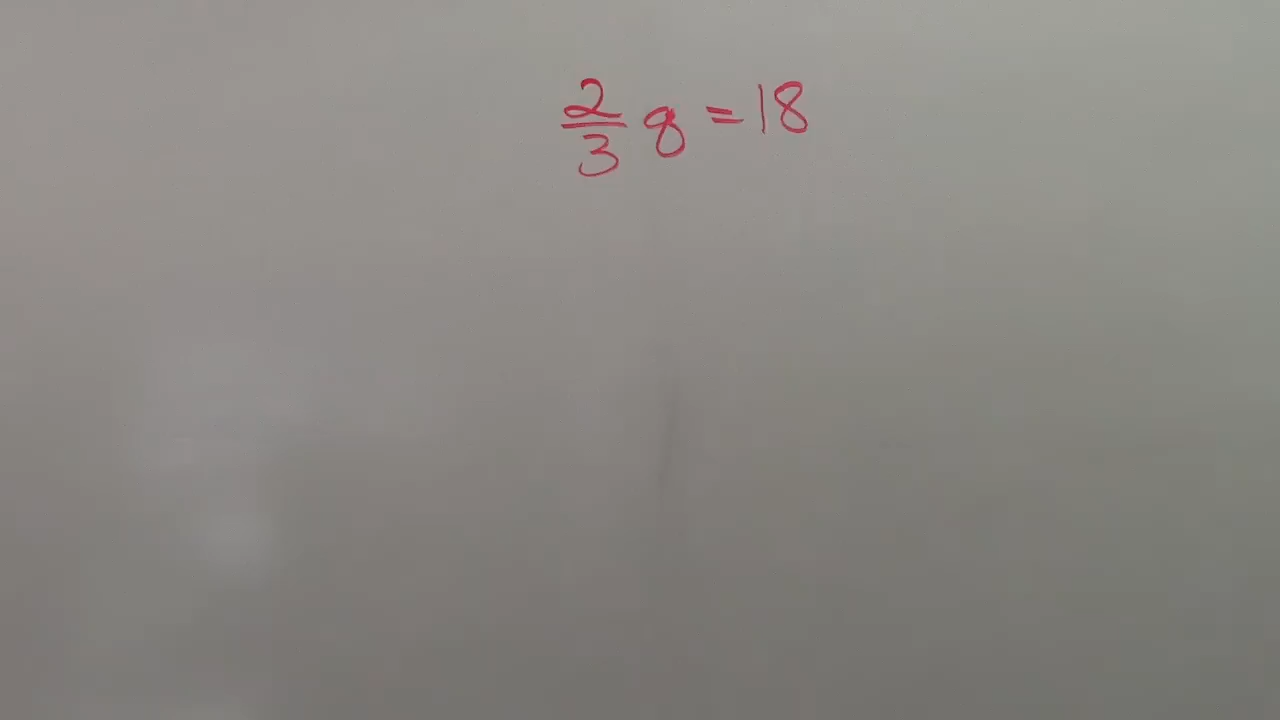 2/3 g = 18